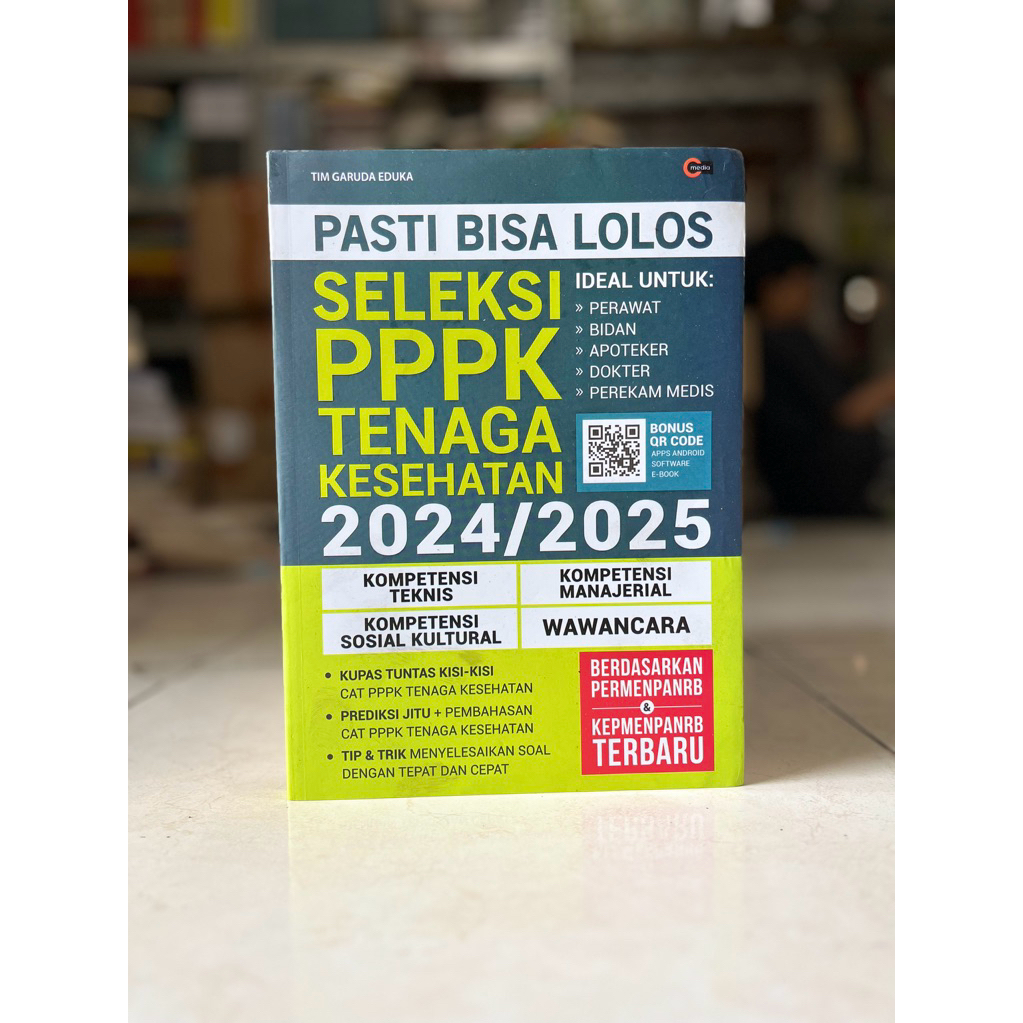 TIM GARUDA EDUKA
C media
PASTI BISA LOLOS
SELEKSI
PPPK
TENAGA
KESEHATAN
2024/2025
IDEAL UNTUK:
» PERAWAT
» BIDAN
» APOTEKER
» DOKTER
» PEREKAM MEDIS
BONUS
QR CODE
APPS ANDROID
SOFTWARE
E-BOOK
KOMPETENSI
TEKNIS
KOMPETENSI
MANAJERIAL
KOMPETENSI
SOSIAL KULTURAL
WAWANCARA
• KUPAS TUNTAS KISI-KISI
CAT PPPK TENAGA KESEHATAN
• PREDIKSI JITU + PEMBAHASAN
CAT PPPK TENAGA KESEHATAN
• TIP & TRIK MENYELESAIKAN SOAL
DENGAN TEPAT DAN CEPAT
BERDASARKAN
PERMENPANRB
&
KEPMENPANRB
TERBARU